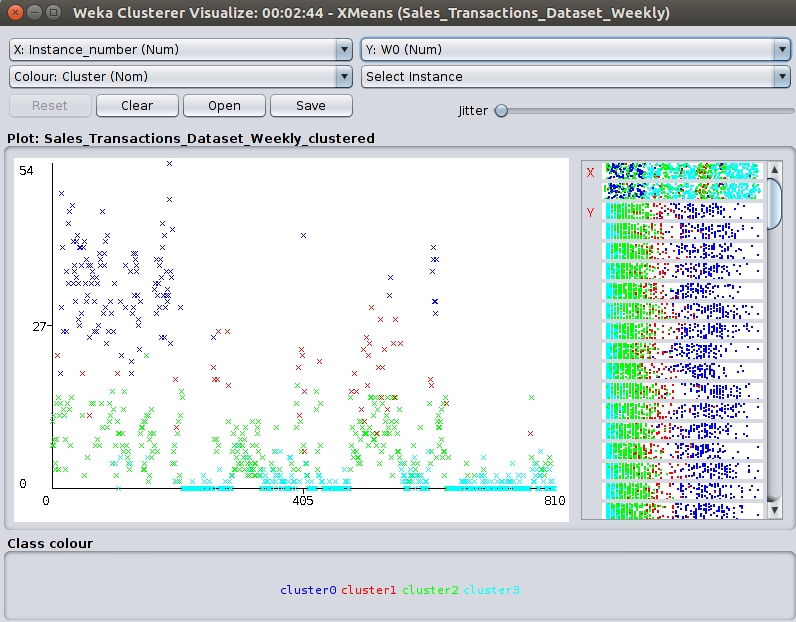 Weka Clusterer Visualize: 00:02:44 - XMeans (Sales_Transactions_Dataset_Weekly)
X: Instance_number (Num) Y: W0 (Num)
Colour: Cluster (Nom) Select Instance
Reset Clear Open Save Jitter
Plot: Sales_Transactions_Dataset_Weekly_clustered
54
27
0
0 405 810
X
Y
Class colour
cluster0 cluster1 cluster2 cluster3